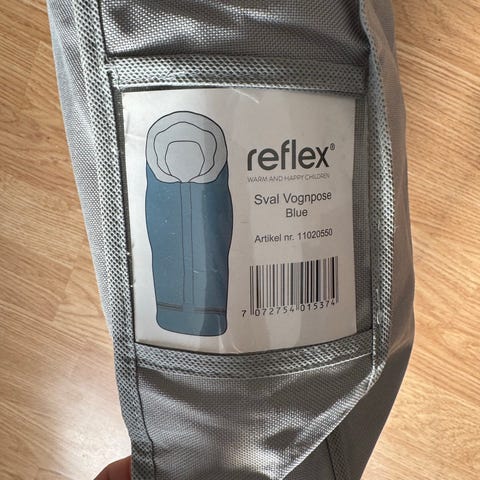 reflex®
WARM AND HAPPY CHILDREN
Sval Vognpose
Blue
Artikel nr. 11020550
7 072754 015374